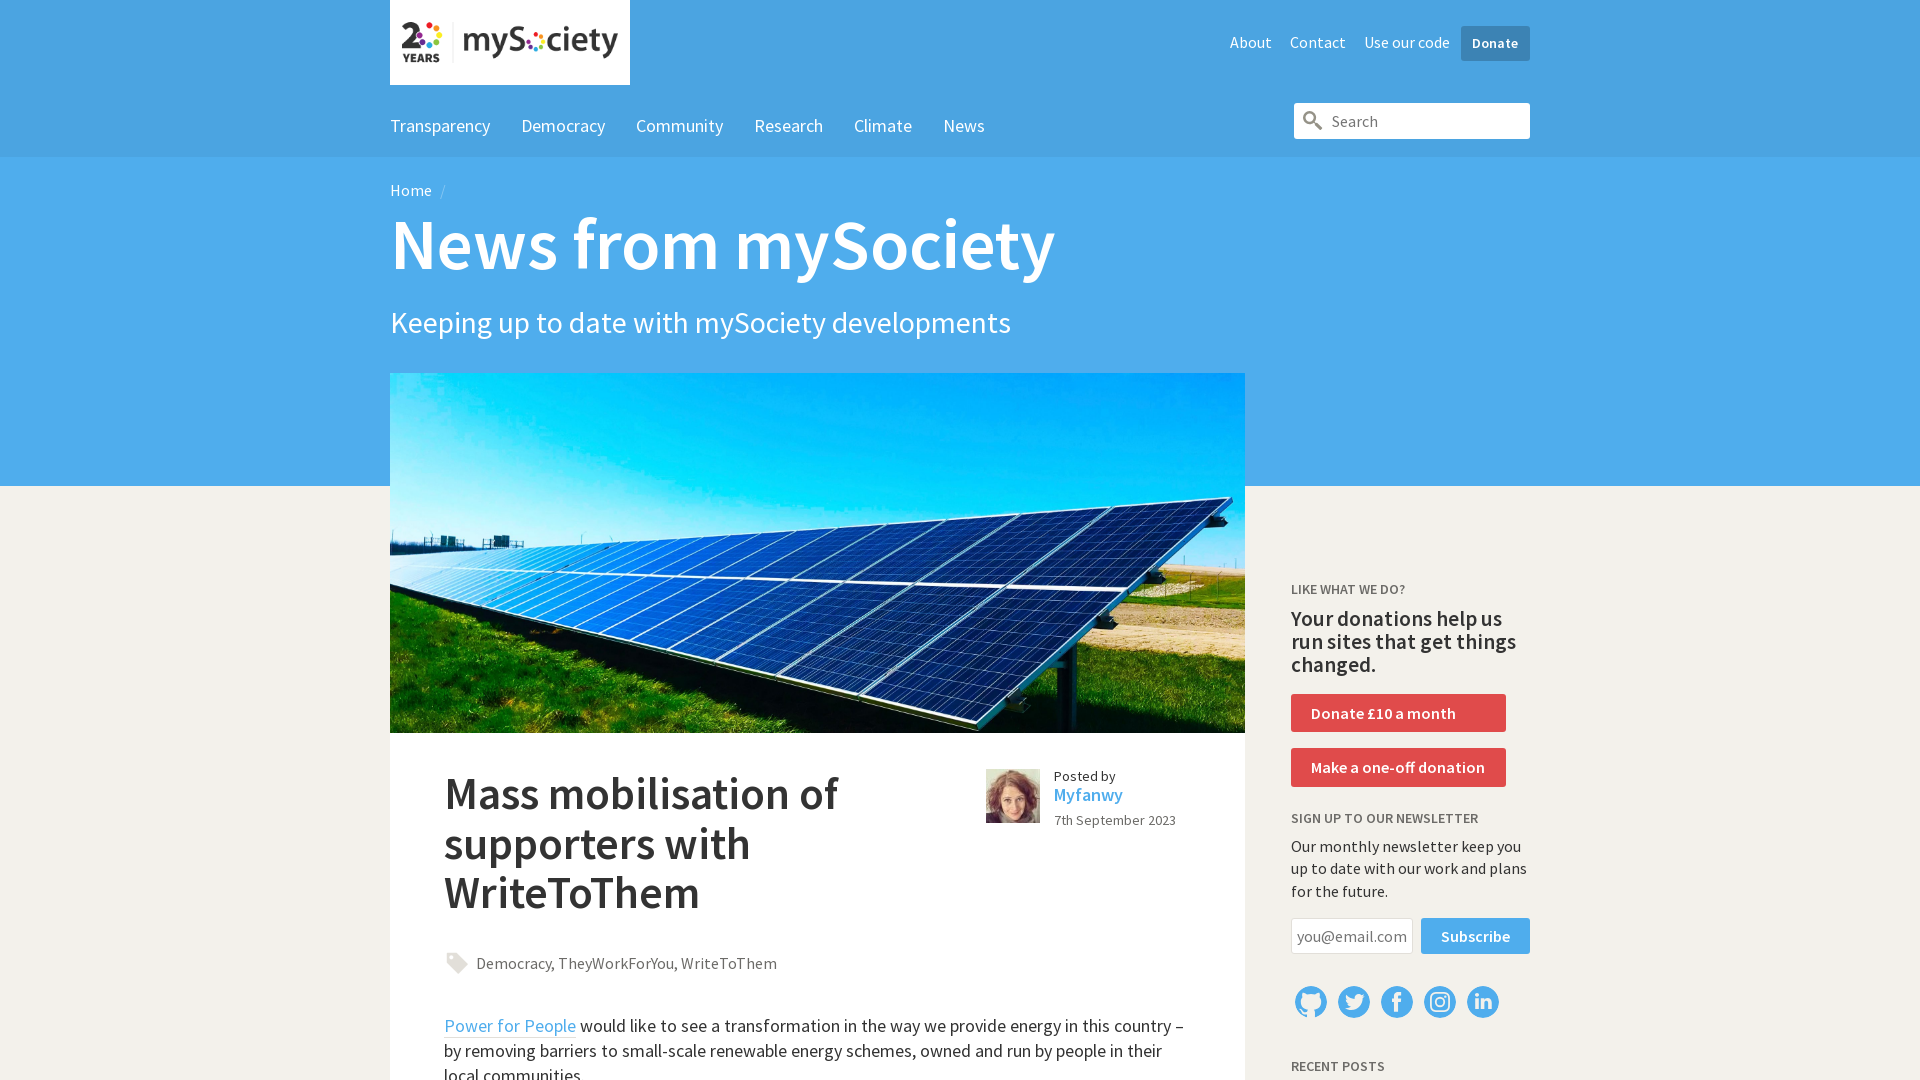 20 YEARS mySociety
About Contact Use our code Donate
Transparency Democracy Community Research Climate News
Search
Home /
News from mySociety
Keeping up to date with mySociety developments
Mass mobilisation of
supporters with
WriteToThem
Posted by
Myfanwy
7th September 2023
Democracy, TheyWorkForYou, WriteToThem
Power for People would like to see a transformation in the way we provide energy in this country –
by removing barriers to small-scale renewable energy schemes, owned and run by people in their
local communities.
LIKE WHAT WE DO?
Your donations help us
run sites that get things
changed.
Donate £10 a month
Make a one-off donation
SIGN UP TO OUR NEWSLETTER
Our monthly newsletter keep you
up to date with our work and plans
for the future.
you@email.com Subscribe
RECENT POSTS